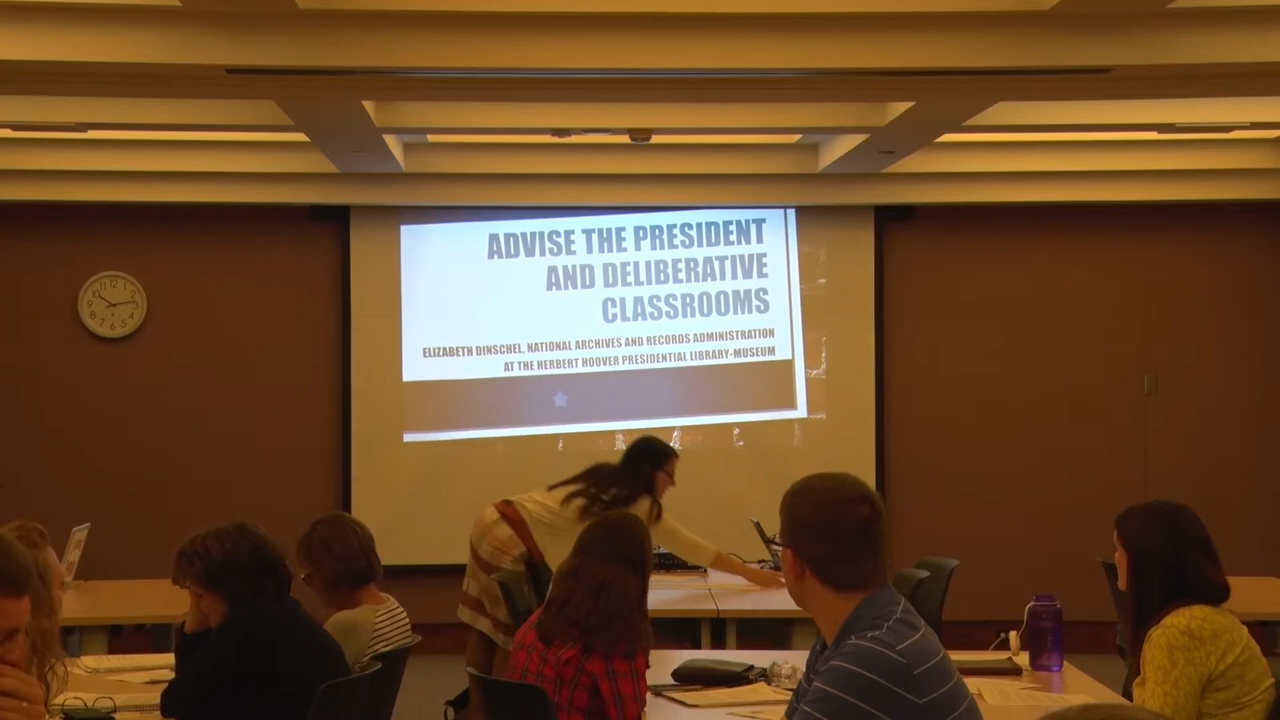 ADVISE THE PRESIDENT
AND DELIBERATIVE
CLASSROOMS
ELIZABETH DINSCHEL, NATIONAL ARCHIVES AND RECORDS ADMINISTRATION
AT THE HERBERT HOOVER PRESIDENTIAL LIBRARY-MUSEUM